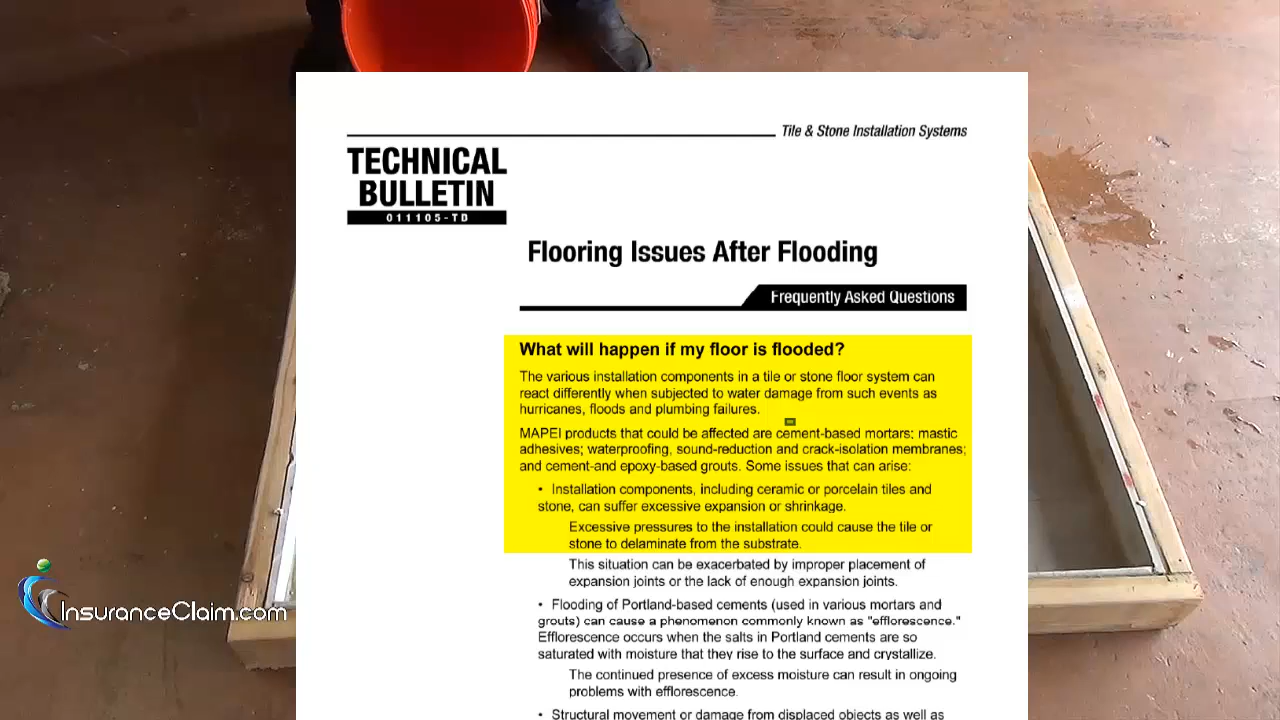 Tile & Stone Installation Systems
TECHNICAL
BULLETIN
011105-TB
Flooring Issues After Flooding
Frequently Asked Questions
What will happen if my floor is flooded?
The various installation components in a tile or stone floor system can
react differently when subjected to water damage from such events as
hurricanes, floods and plumbing failures.
MAPEI products that could be affected are cement-based mortars; mastic
adhesives; waterproofing, sound-reduction and crack-isolation membranes;
and cement-and epoxy-based grouts. Some issues that can arise:
• Installation components, including ceramic or porcelain tiles and
stone, can suffer excessive expansion or shrinkage.
Excessive pressures to the installation could cause the tile or
stone to delaminate from the substrate.
This situation can be exacerbated by improper placement of
expansion joints or the lack of enough expansion joints.
• Flooding of Portland-based cements (used in various mortars and
grouts) can cause a phenomenon commonly known as "efflorescence."
Efflorescence occurs when the salts in Portland cements are so
saturated with moisture that they rise to the surface and crystallize.
The continued presence of excess moisture can result in ongoing
problems with efflorescence.
• Structural movement or damage from displaced objects as well as
InsuranceClaim.com